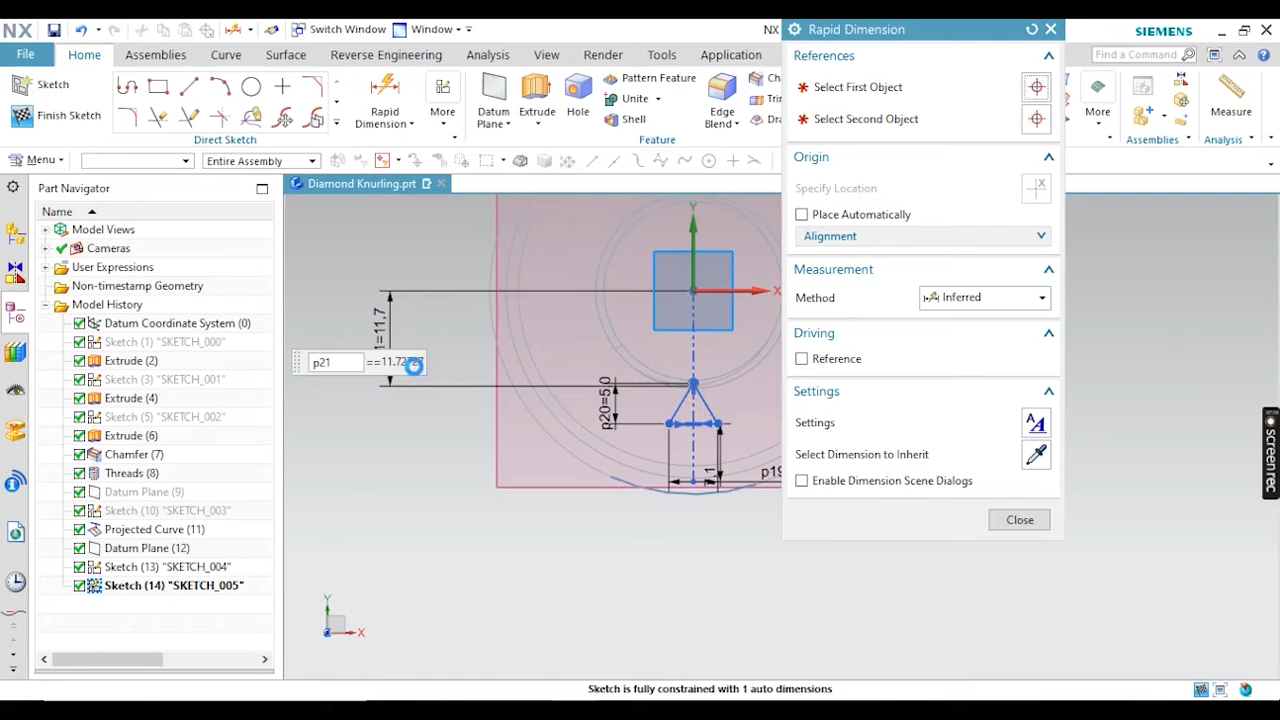 NX
Switch Window
Window
NX
SIEMENS
File
Home
Assemblies
Curve
Surface
Reverse Engineering
Analysis
View
Render
Tools
Application
Find a Command
Sketch
Finish Sketch
Rapid
Dimension
More
Direct Sketch
Datum
Plane
Extrude
Hole
Pattern Feature
Unite
Shell
Edge
Blend
Feature
More
Assemblies
Measure
Analysis
Menu
Entire Assembly
Part Navigator
Name
Model Views
Cameras
User Expressions
Non-timestamp Geometry
Model History
Datum Coordinate System (0)
Sketch (1) "SKETCH_000"
Extrude (2)
Sketch (3) "SKETCH_001"
Extrude (4)
Sketch (5) "SKETCH_002"
Extrude (6)
Chamfer (7)
Threads (8)
Datum Plane (9)
Sketch (10) "SKETCH_003"
Projected Curve (11)
Datum Plane (12)
Sketch (13) "SKETCH_004"
Sketch (14) "SKETCH_005"
Diamond Knurling.prt
Y
X
1=11,7
p21
p20=5,0
p19
Y
X
Z
Rapid Dimension
References
* Select First Object
* Select Second Object
Origin
Specify Location
Place Automatically
Alignment
Measurement
Method
Inferred
Driving
Reference
Settings
Settings
Select Dimension to Inherit
Enable Dimension Scene Dialogs
Close
screenrec
Sketch is fully constrained with 1 auto dimensions